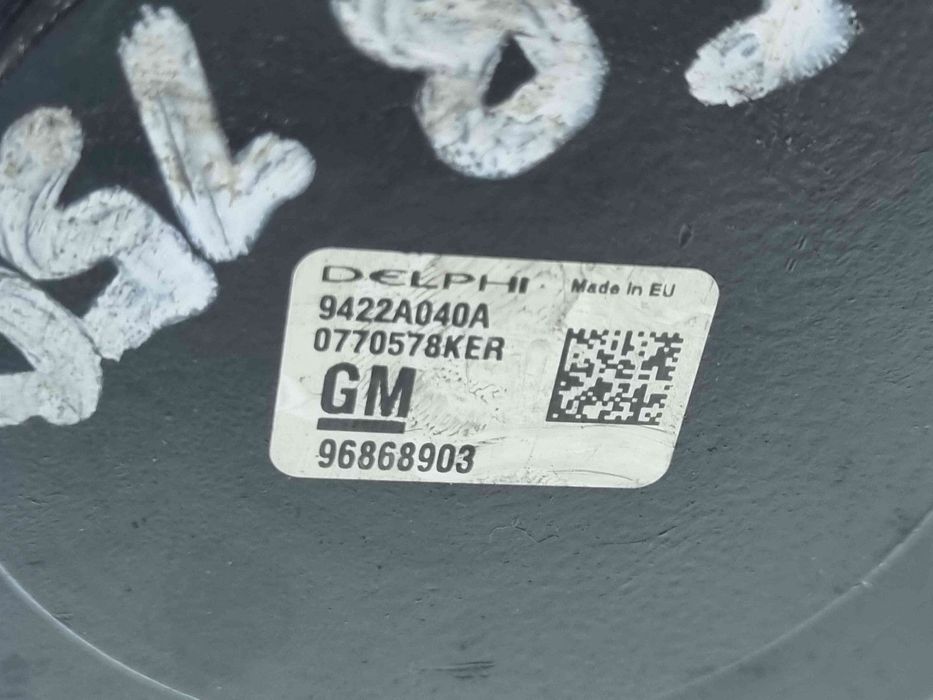 DELPHI
Made in EU
9422A040A
0770578KER
GM
96868903